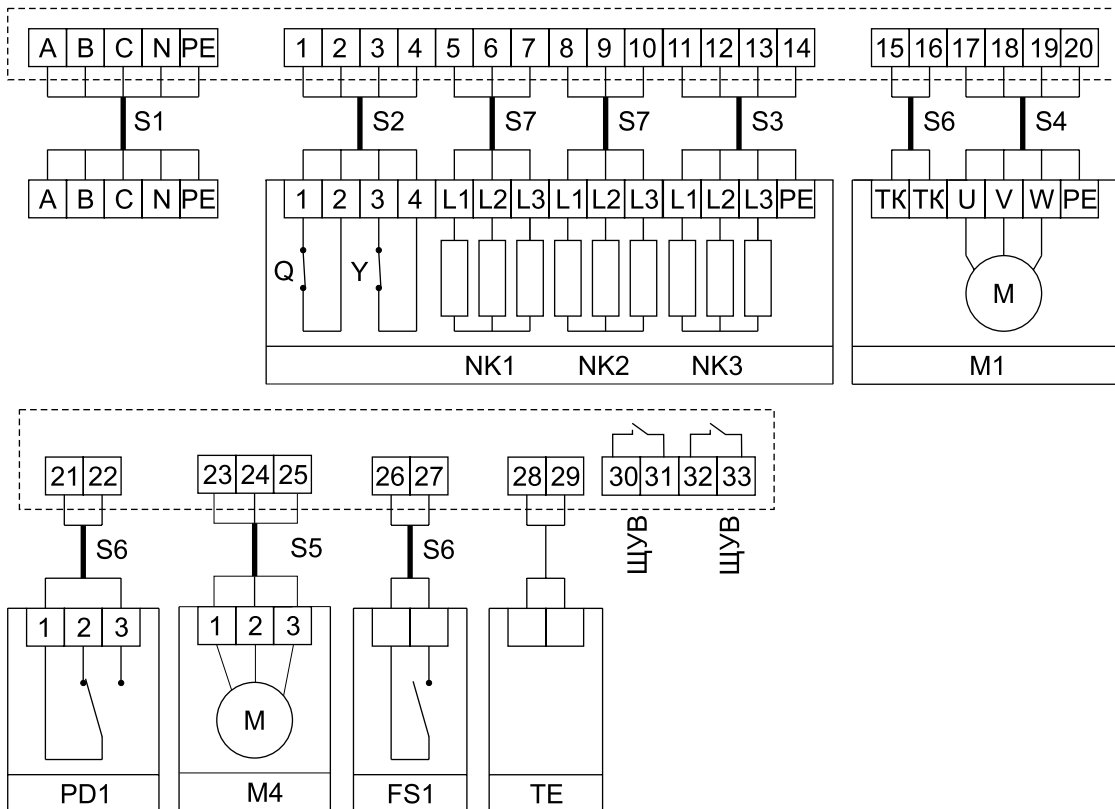 A B C N PE 1 2 3 4 5 6 7 8 9 10 11 12 13 14 15 16 17 18 19 20
S1 S2 S7 S7 S3 S6 S4
A B C N PE 1 2 3 4 L1 L2 L3 L1 L2 L3 L1 L2 L3 PE ТК ТК U V W PE
Q Y M
NK1 NK2 NK3 M1
21 22 23 24 25 26 27 28 29 30 31 32 33
S6 S5 S6 ЩУВ ЩУВ
1 2 3 1 2 3
M
PD1 M4 FS1 TE